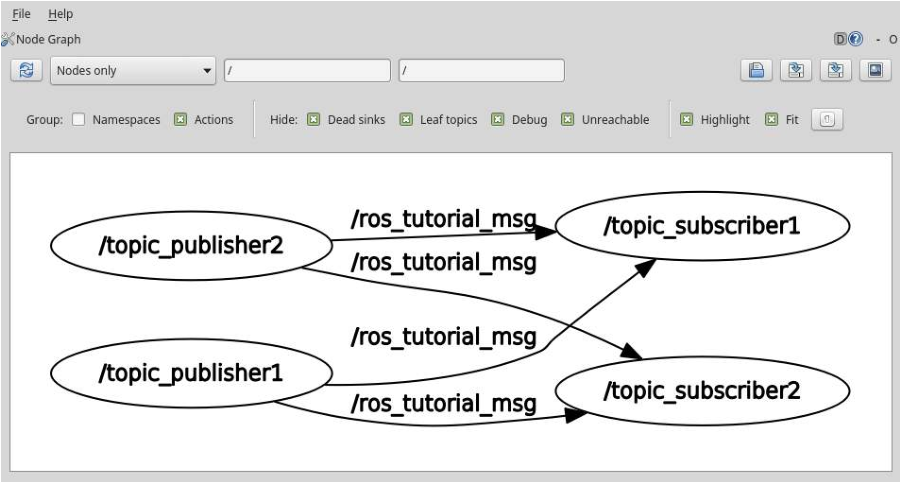 File Help
Node Graph D ? - O
Nodes only / /
Group: Namespaces Actions Hide: Dead sinks Leaf topics Debug Unreachable Highlight Fit
/ros_tutorial_msg
/topic_publisher2 /topic_subscriber1
/ros_tutorial_msg
/ros_tutorial_msg
/topic_publisher1 /topic_subscriber2
/ros_tutorial_msg